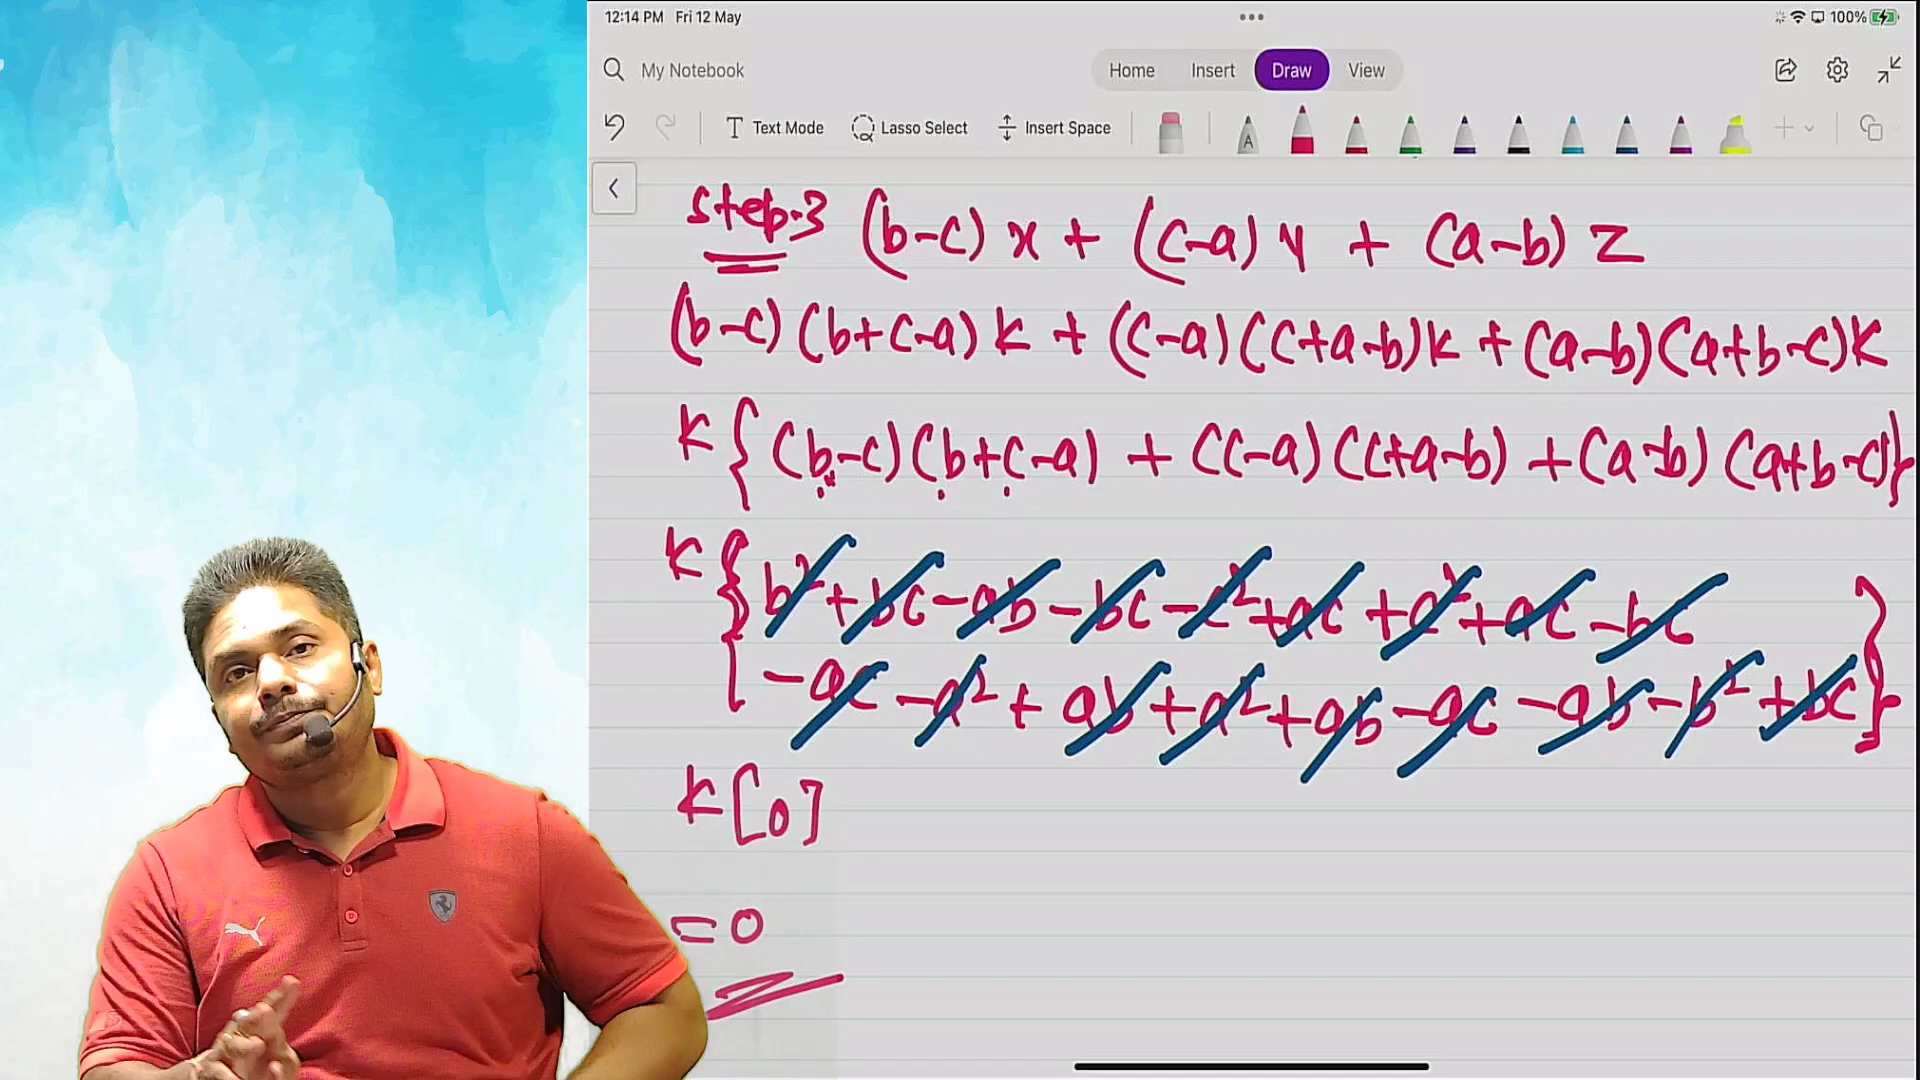 12:14 PM Fri 12 May
100%
My Notebook
Home Insert Draw View
Text Mode Lasso Select Insert Space
A
Step-3 (b-c) x + (c-a) y + (a-b) z
(b-c) (b+c-a) k + (c-a) (c+a-b) k + (a-b) (a+b-c) k
k { (b-c) (b+c-a) + (c-a) (c+a-b) + (a-b) (a+b-c) }
k { b² + bc - ab - bc - c² + ac + c² + ac - bc
- ac - a² + ab + a² + ab - ac - ab - b² + bc }
k [0]
= 0